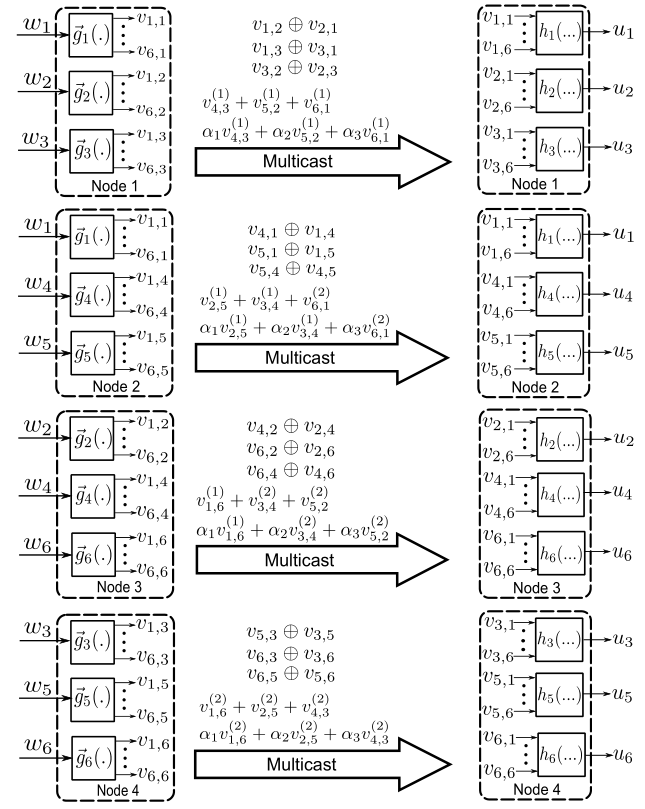 w₁ g⃗₁(.) v₁,₁ ⋮ v₆,₁
w₂ g⃗₂(.) v₁,₂ ⋮ v₆,₂
w₃ g⃗₃(.) v₁,₃ ⋮ v₆,₃
Node 1
v₁,₂ ⊕ v₂,₁
v₁,₃ ⊕ v₃,₁
v₃,₂ ⊕ v₂,₃
v₄,₃⁽¹⁾ + v₅,₂⁽¹⁾ + v₆,₁⁽¹⁾
α₁v₄,₃⁽¹⁾ + α₂v₅,₂⁽¹⁾ + α₃v₆,₁⁽¹⁾
Multicast
v₁,₁ ⋮ v₁,₆ h₁(...) u₁
v₂,₁ ⋮ v₂,₆ h₂(...) u₂
v₃,₁ ⋮ v₃,₆ h₃(...) u₃
Node 1
w₁ g⃗₁(.) v₁,₁ ⋮ v₆,₁
w₄ g⃗₄(.) v₁,₄ ⋮ v₆,₄
w₅ g⃗₅(.) v₁,₅ ⋮ v₆,₅
Node 2
v₄,₁ ⊕ v₁,₄
v₅,₁ ⊕ v₁,₅
v₅,₄ ⊕ v₄,₅
v₂,₅⁽¹⁾ + v₃,₄⁽¹⁾ + v₆,₁⁽²⁾
α₁v₂,₅⁽¹⁾ + α₂v₃,₄⁽¹⁾ + α₃v₆,₁⁽²⁾
Multicast
v₁,₁ ⋮ v₁,₆ h₁(...) u₁
v₄,₁ ⋮ v₄,₆ h₄(...) u₄
v₅,₁ ⋮ v₅,₆ h₅(...) u₅
Node 2
w₂ g⃗₂(.) v₁,₂ ⋮ v₆,₂
w₄ g⃗₄(.) v₁,₄ ⋮ v₆,₄
w₆ g⃗₆(.) v₁,₆ ⋮ v₆,₆
Node 3
v₄,₂ ⊕ v₂,₄
v₆,₂ ⊕ v₂,₆
v₆,₄ ⊕ v₄,₆
v₁,₆⁽¹⁾ + v₃,₄⁽²⁾ + v₅,₂⁽²⁾
α₁v₁,₆⁽¹⁾ + α₂v₃,₄⁽²⁾ + α₃v₅,₂⁽²⁾
Multicast
v₂,₁ ⋮ v₂,₆ h₂(...) u₂
v₄,₁ ⋮ v₄,₆ h₄(...) u₄
v₆,₁ ⋮ v₆,₆ h₆(...) u₆
Node 3
w₃ g⃗₃(.) v₁,₃ ⋮ v₆,₃
w₅ g⃗₅(.) v₁,₅ ⋮ v₆,₅
w₆ g⃗₆(.) v₁,₆ ⋮ v₆,₆
Node 4
v₅,₃ ⊕ v₃,₅
v₆,₃ ⊕ v₃,₆
v₆,₅ ⊕ v₅,₆
v₁,₆⁽²⁾ + v₂,₅⁽²⁾ + v₄,₃⁽²⁾
α₁v₁,₆⁽²⁾ + α₂v₂,₅⁽²⁾ + α₃v₄,₃⁽²⁾
Multicast
v₃,₁ ⋮ v₃,₆ h₃(...) u₃
v₅,₁ ⋮ v₅,₆ h₅(...) u₅
v₆,₁ ⋮ v₆,₆ h₆(...) u₆
Node 4